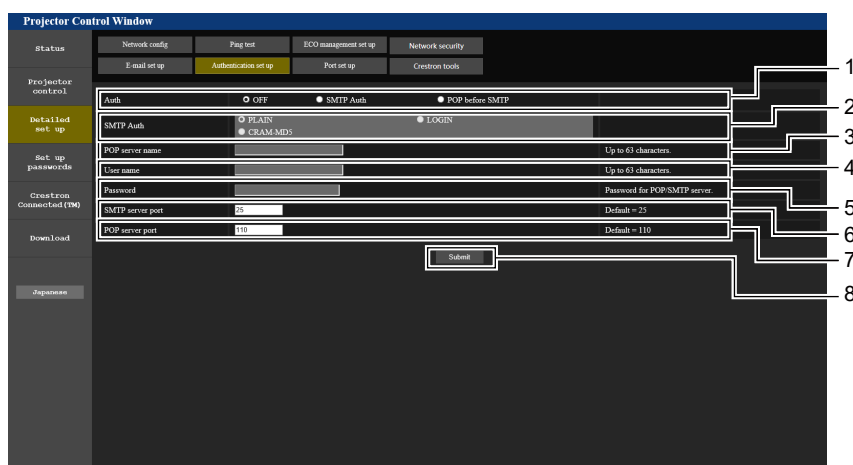 Projector Control Window
Status
Network config
Ping test
ECO management set up
Network security
E-mail set up
Authentication set up
Port set up
Crestron tools
Projector
control
Detailed
set up
Set up
passwords
Crestron
Connected(TM)
Download
Japanese
Auth OFF SMTP Auth POP before SMTP
SMTP Auth PLAIN LOGIN
CRAM-MD5
POP server name Up to 63 characters.
User name Up to 63 characters.
Password Password for POP/SMTP server.
SMTP server port 25 Default = 25
POP server port 110 Default = 110
Submit
1
2
3
4
5
6
7
8